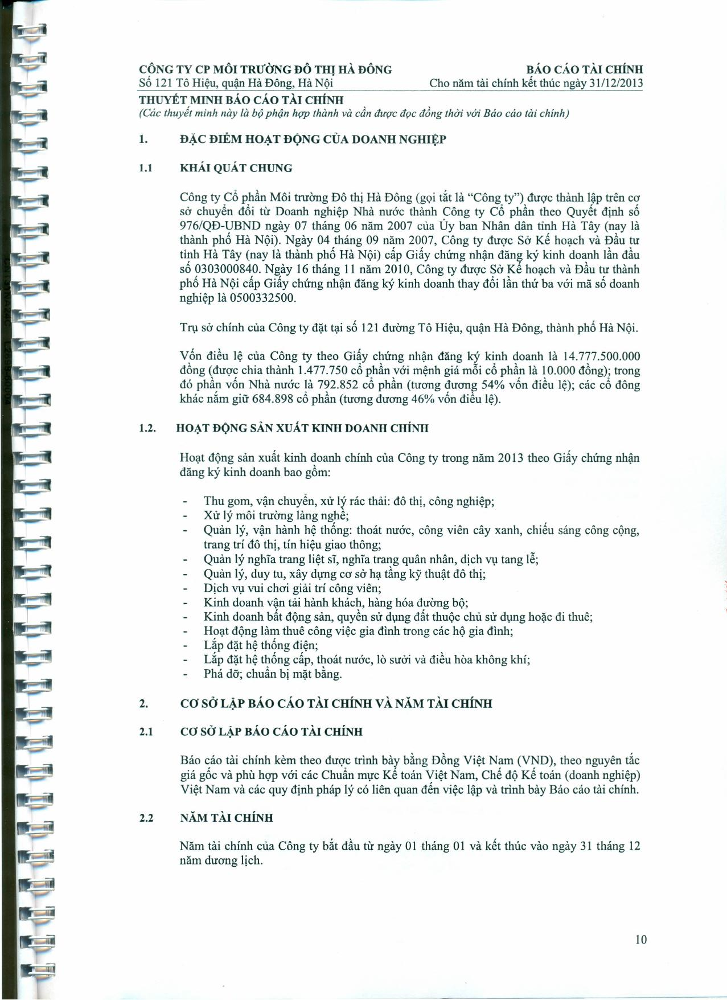 CÔNG TY CP MÔI TRƯỜNG ĐÔ THỊ HÀ ĐÔNG BÁO CÁO TÀI CHÍNH
Số 121 Tô Hiệu, quận Hà Đông, Hà Nội Cho năm tài chính kết thúc ngày 31/12/2013
THUYẾT MINH BÁO CÁO TÀI CHÍNH
(Các thuyết minh này là bộ phận hợp thành và cần được đọc đồng thời với Báo cáo tài chính)
1. ĐẶC ĐIỂM HOẠT ĐỘNG CỦA DOANH NGHIỆP
1.1 KHÁI QUÁT CHUNG
Công ty Cổ phần Môi trường Đô thị Hà Đông (gọi tắt là “Công ty”) được thành lập trên cơ
sở chuyển đổi từ Doanh nghiệp Nhà nước thành Công ty Cổ phần theo Quyết định số
976/QĐ-UBND ngày 07 tháng 06 năm 2007 của Ủy ban Nhân dân tỉnh Hà Tây (nay là
thành phố Hà Nội). Ngày 04 tháng 09 năm 2007, Công ty được Sở Kế hoạch và Đầu tư
tỉnh Hà Tây (nay là thành phố Hà Nội) cấp Giấy chứng nhận đăng ký kinh doanh lần đầu
số 0303000840. Ngày 16 tháng 11 năm 2010, Công ty được Sở Kế hoạch và Đầu tư thành
phố Hà Nội cấp Giấy chứng nhận đăng ký kinh doanh thay đổi lần thứ ba với mã số doanh
nghiệp là 0500332500.
Trụ sở chính của Công ty đặt tại số 121 đường Tô Hiệu, quận Hà Đông, thành phố Hà Nội.
Vốn điều lệ của Công ty theo Giấy chứng nhận đăng ký kinh doanh là 14.777.500.000
đồng (được chia thành 1.477.750 cổ phần với mệnh giá mỗi cổ phần là 10.000 đồng); trong
đó phần vốn Nhà nước là 792.852 cổ phần (tương đương 54% vốn điều lệ); các cổ đông
khác nắm giữ 684.898 cổ phần (tương đương 46% vốn điều lệ).
1.2. HOẠT ĐỘNG SẢN XUẤT KINH DOANH CHÍNH
Hoạt động sản xuất kinh doanh chính của Công ty trong năm 2013 theo Giấy chứng nhận
đăng ký kinh doanh bao gồm:
- Thu gom, vận chuyển, xử lý rác thải: đô thị, công nghiệp;
- Xử lý môi trường làng nghề;
- Quản lý, vận hành hệ thống: thoát nước, công viên cây xanh, chiếu sáng công cộng,
trang trí đô thị, tín hiệu giao thông;
- Quản lý nghĩa trang liệt sĩ, nghĩa trang quân nhân, dịch vụ tang lễ;
- Quản lý, duy tu, xây dựng cơ sở hạ tầng kỹ thuật đô thị;
- Dịch vụ vui chơi giải trí công viên;
- Kinh doanh vận tải hành khách, hàng hóa đường bộ;
- Kinh doanh bất động sản, quyền sử dụng đất thuộc chủ sử dụng hoặc đi thuê;
- Hoạt động làm thuê công việc gia đình trong các hộ gia đình;
- Lắp đặt hệ thống điện;
- Lắp đặt hệ thống cấp, thoát nước, lò sưởi và điều hòa không khí;
- Phá dỡ; chuẩn bị mặt bằng.
2. CƠ SỞ LẬP BÁO CÁO TÀI CHÍNH VÀ NĂM TÀI CHÍNH
2.1 CƠ SỞ LẬP BÁO CÁO TÀI CHÍNH
Báo cáo tài chính kèm theo được trình bày bằng Đồng Việt Nam (VND), theo nguyên tắc
giá gốc và phù hợp với các Chuẩn mực Kế toán Việt Nam, Chế độ Kế toán (doanh nghiệp)
Việt Nam và các quy định pháp lý có liên quan đến việc lập và trình bày Báo cáo tài chính.
2.2 NĂM TÀI CHÍNH
Năm tài chính của Công ty bắt đầu từ ngày 01 tháng 01 và kết thúc vào ngày 31 tháng 12
năm dương lịch.
10